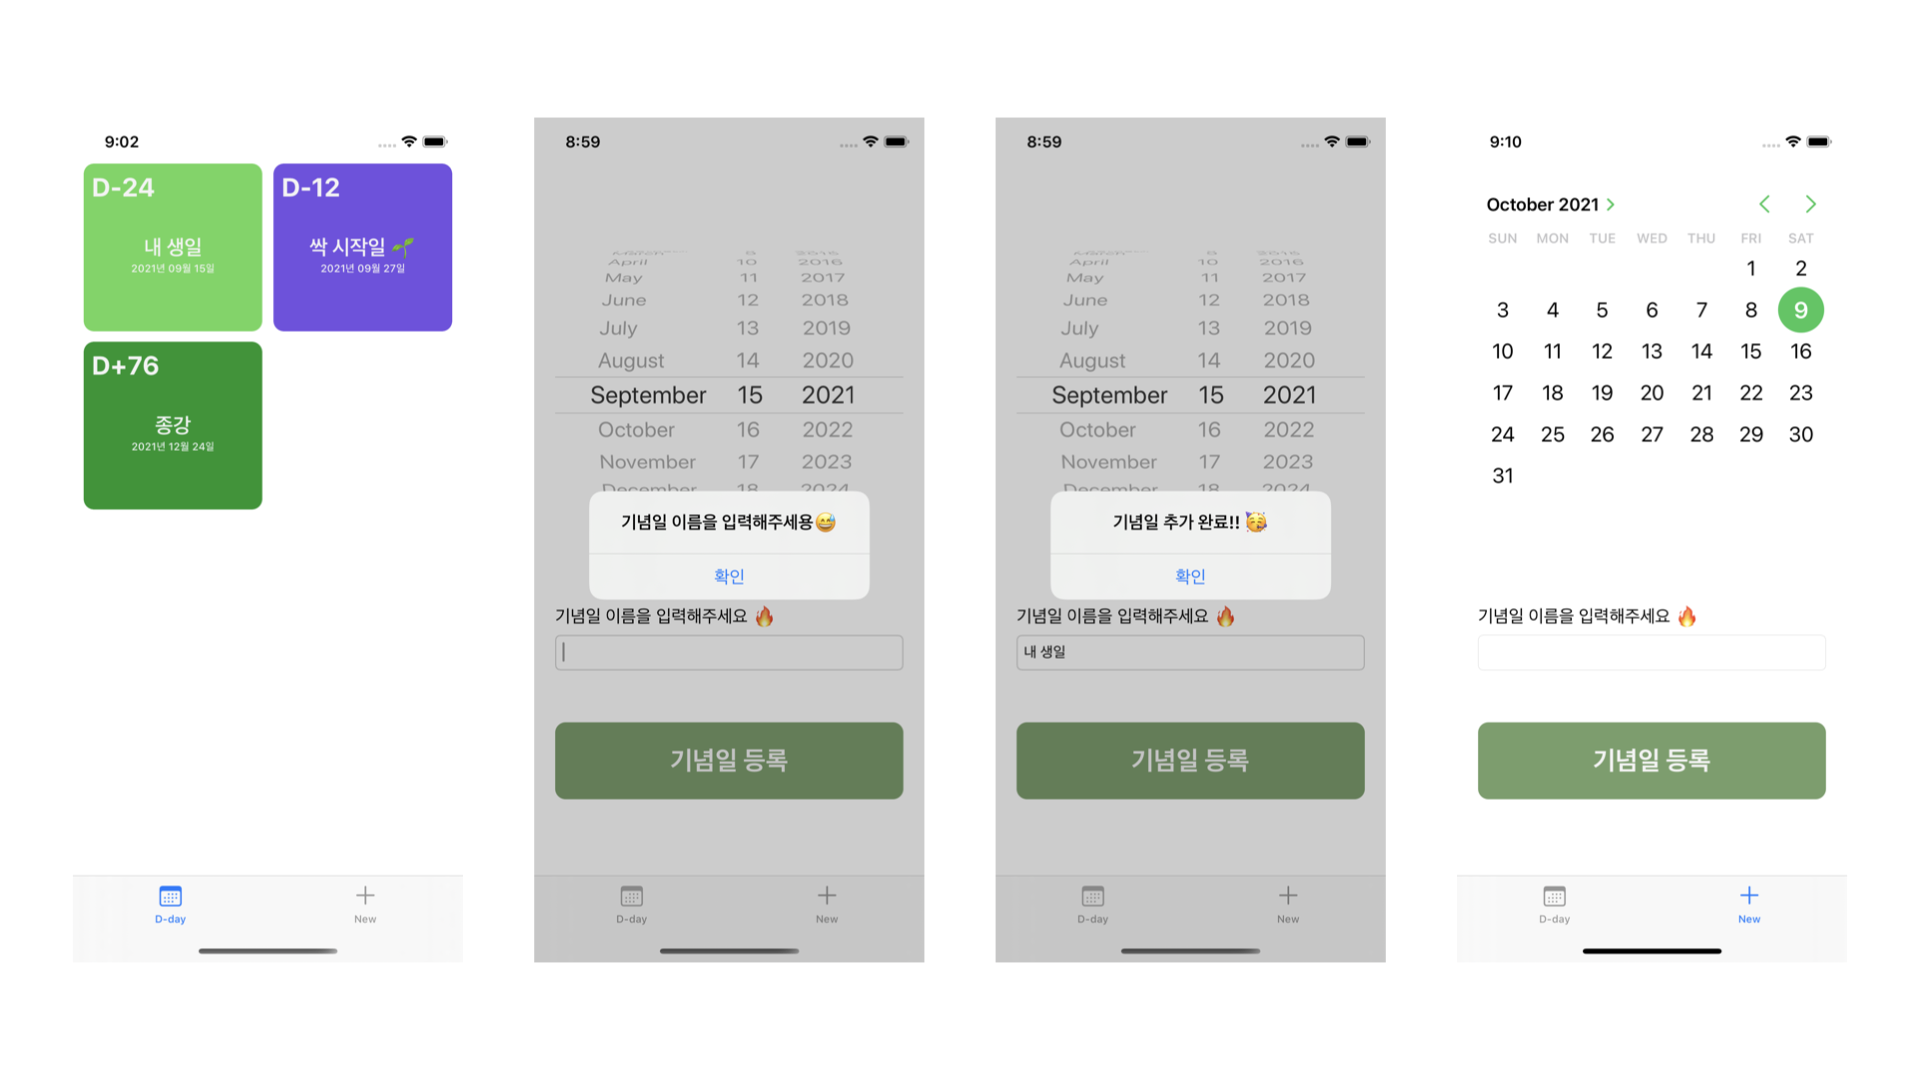 9:02
D-24
내 생일
2021년 09월 15일
D-12
싹 시작일 🌱
2021년 09월 27일
D+76
종강
2021년 12월 24일
D-day
New
8:59
March 9 2015
April 10 2016
May 11 2017
June 12 2018
July 13 2019
August 14 2020
September 15 2021
October 16 2022
November 17 2023
December 18 2024
기념일 이름을 입력해주세용😅
확인
기념일 이름을 입력해주세요 🔥
기념일 등록
D-day
New
8:59
March 9 2015
April 10 2016
May 11 2017
June 12 2018
July 13 2019
August 14 2020
September 15 2021
October 16 2022
November 17 2023
December 18 2024
기념일 추가 완료!! 🥳
확인
기념일 이름을 입력해주세요 🔥
내 생일
기념일 등록
D-day
New
9:10
October 2021 >
SUN MON TUE WED THU FRI SAT
1 2
3 4 5 6 7 8 9
10 11 12 13 14 15 16
17 18 19 20 21 22 23
24 25 26 27 28 29 30
31
기념일 이름을 입력해주세요 🔥
기념일 등록
D-day
New